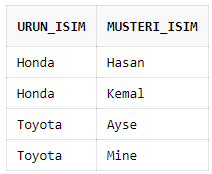 URUN_ISIM MUSTERI_ISIM
Honda Hasan
Honda Kemal
Toyota Ayse
Toyota Mine